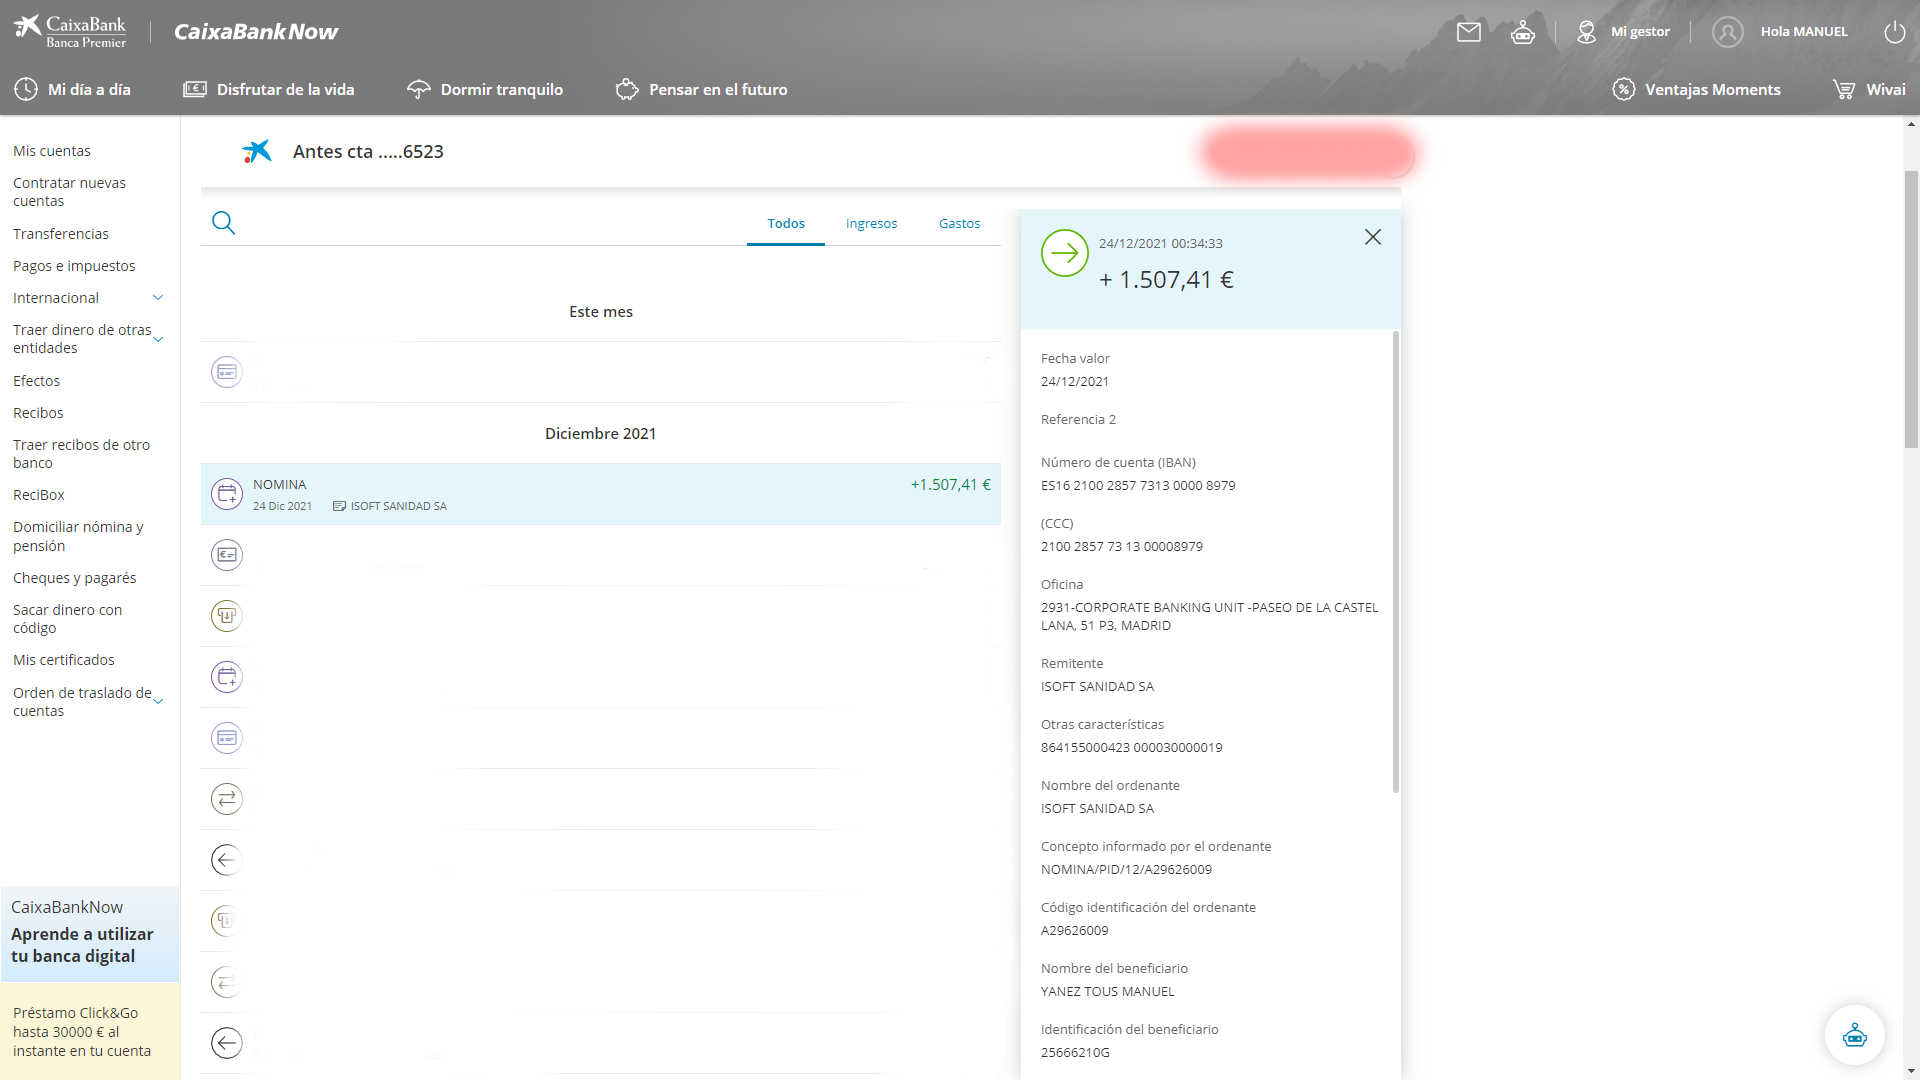 CaixaBank
Banca Premier
CaixaBankNow
Mi gestor
Hola MANUEL
Mi día a día
Disfrutar de la vida
Dormir tranquilo
Pensar en el futuro
Ventajas Moments
Wivai
Mis cuentas
Contratar nuevas
cuentas
Transferencias
Pagos e impuestos
Internacional
Traer dinero de otras
entidades
Efectos
Recibos
Traer recibos de otro
banco
ReciBox
Domiciliar nómina y
pensión
Cheques y pagarés
Sacar dinero con
código
Mis certificados
Orden de traslado de
cuentas
CaixaBankNow
Aprende a utilizar
tu banca digital
Préstamo Click&Go
hasta 30000 € al
instante en tu cuenta
Antes cta .....6523
Todos
Ingresos
Gastos
Este mes
Diciembre 2021
NOMINA
+1.507,41 €
24 Dic 2021
ISOFT SANIDAD SA
24/12/2021 00:34:33
+ 1.507,41 €
Fecha valor
24/12/2021
Referencia 2
Número de cuenta (IBAN)
ES16 2100 2857 7313 0000 8979
(CCC)
2100 2857 73 13 00008979
Oficina
2931-CORPORATE BANKING UNIT -PASEO DE LA CASTEL
LANA, 51 P3, MADRID
Remitente
ISOFT SANIDAD SA
Otras características
864155000423 000030000019
Nombre del ordenante
ISOFT SANIDAD SA
Concepto informado por el ordenante
NOMINA/PID/12/A29626009
Código identificación del ordenante
A29626009
Nombre del beneficiario
YANEZ TOUS MANUEL
Identificación del beneficiario
25666210G